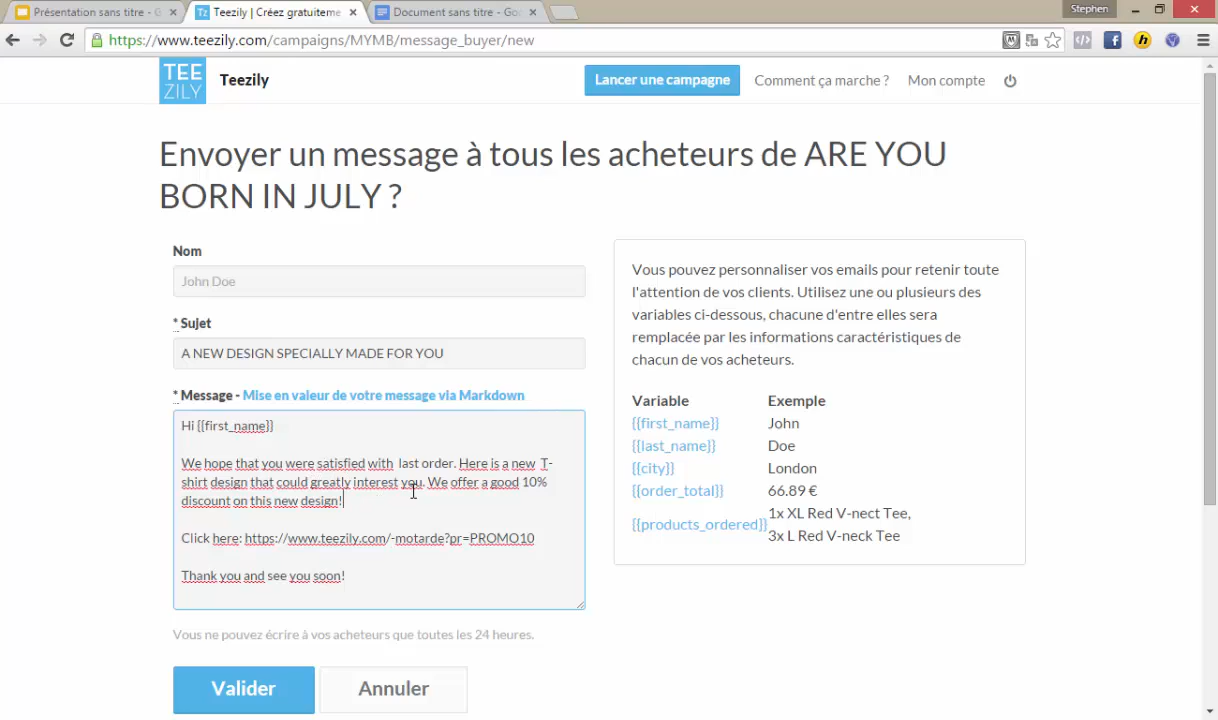 Présentation sans titre - G
Teezily | Créez gratuiteme
Document sans titre - Goo
Stephen
https://www.teezily.com/campaigns/MYMB/message_buyer/new
TEE
ZILY
Teezily
Lancer une campagne
Comment ça marche ?
Mon compte
Envoyer un message à tous les acheteurs de ARE YOU
BORN IN JULY ?
Nom
John Doe
* Sujet
A NEW DESIGN SPECIALLY MADE FOR YOU
* Message - Mise en valeur de votre message via Markdown
Hi {{first_name}}
We hope that you were satisfied with last order. Here is a new T-
shirt design that could greatly interest you. We offer a good 10%
discount on this new design!
Click here: https://www.teezily.com/-motarde?pr=PROMO10
Thank you and see you soon!
Vous ne pouvez écrire à vos acheteurs que toutes les 24 heures.
Valider
Annuler
Vous pouvez personnaliser vos emails pour retenir toute
l'attention de vos clients. Utilisez une ou plusieurs des
variables ci-dessous, chacune d'entre elles sera
remplacée par les informations caractéristiques de
chacun de vos acheteurs.
Variable Exemple
{{first_name}} John
{{last_name}} Doe
{{city}} London
{{order_total}} 66.89 €
{{products_ordered}} 1x XL Red V-nect Tee,
3x L Red V-neck Tee